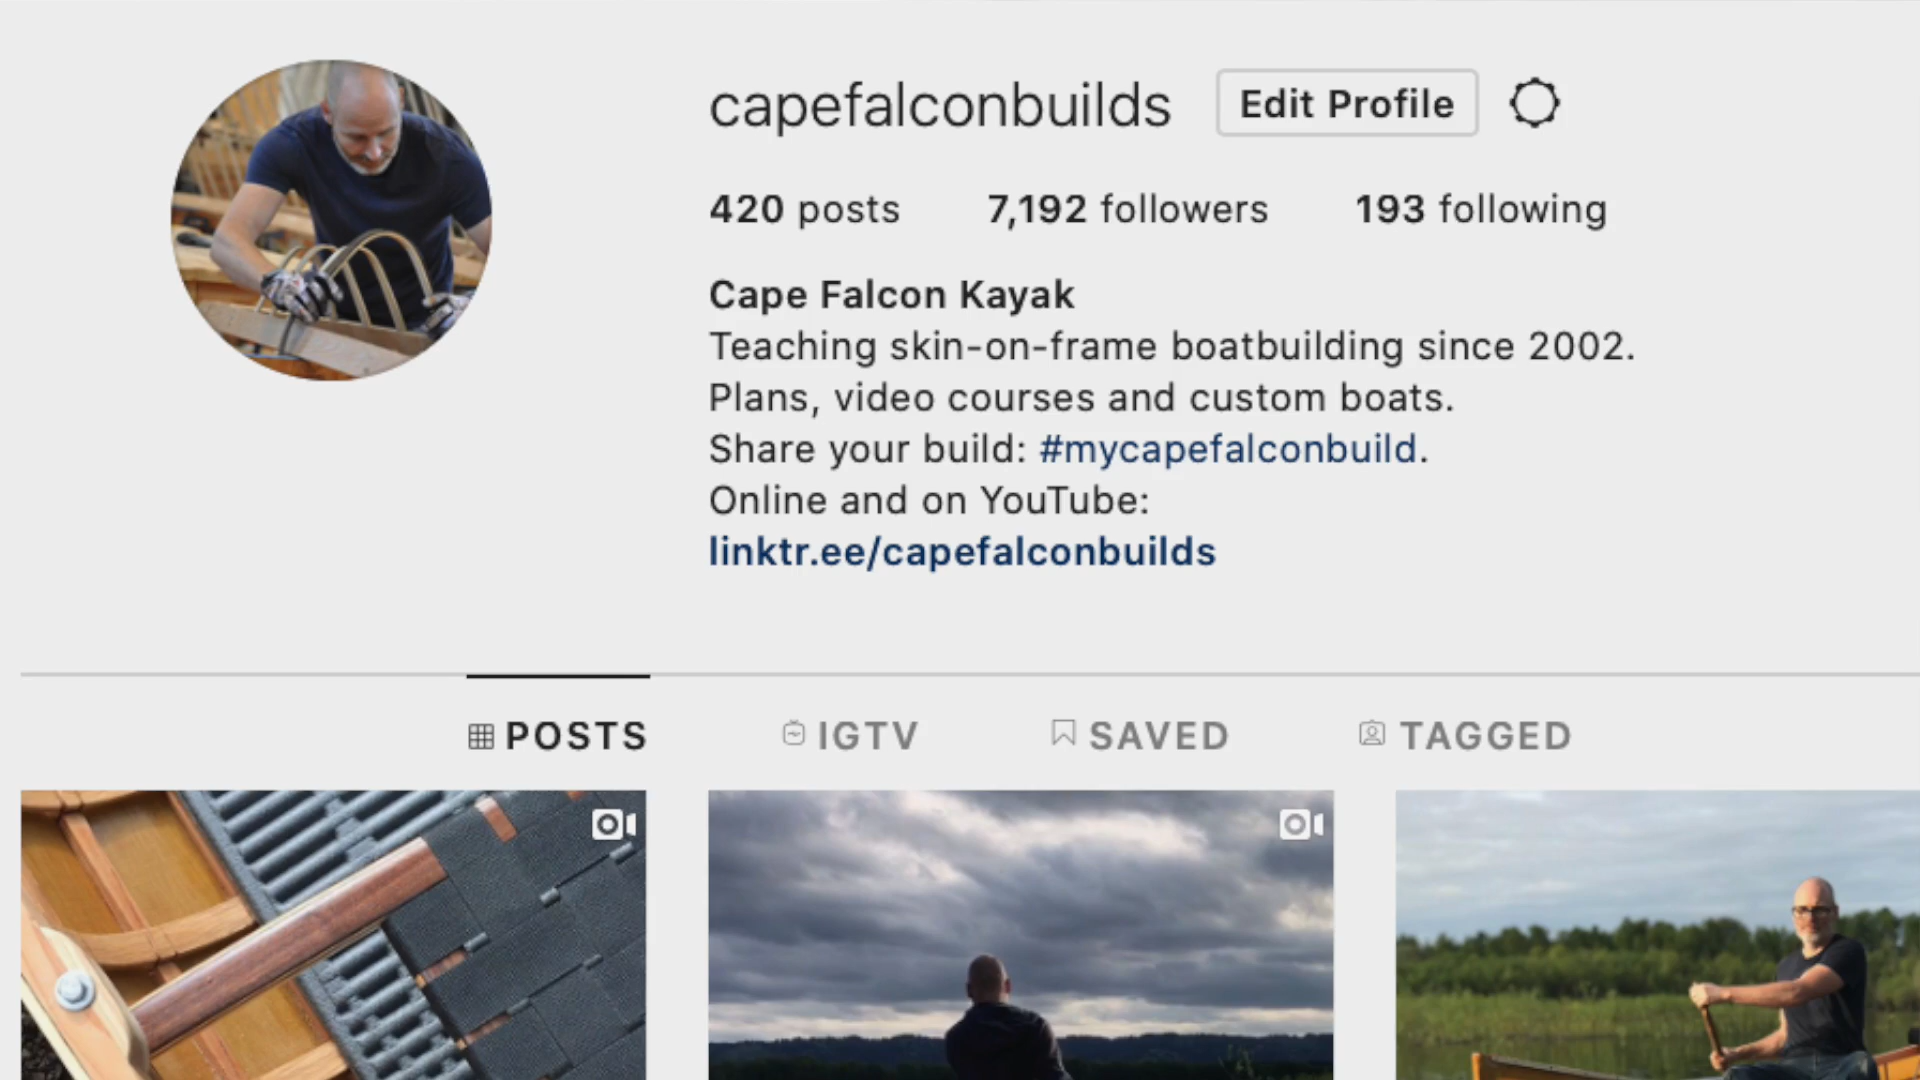 capefalconbuilds Edit Profile
420 posts 7,192 followers 193 following
Cape Falcon Kayak
Teaching skin-on-frame boatbuilding since 2002.
Plans, video courses and custom boats.
Share your build: #mycapefalconbuild.
Online and on YouTube:
linktr.ee/capefalconbuilds
POSTS IGTV SAVED TAGGED